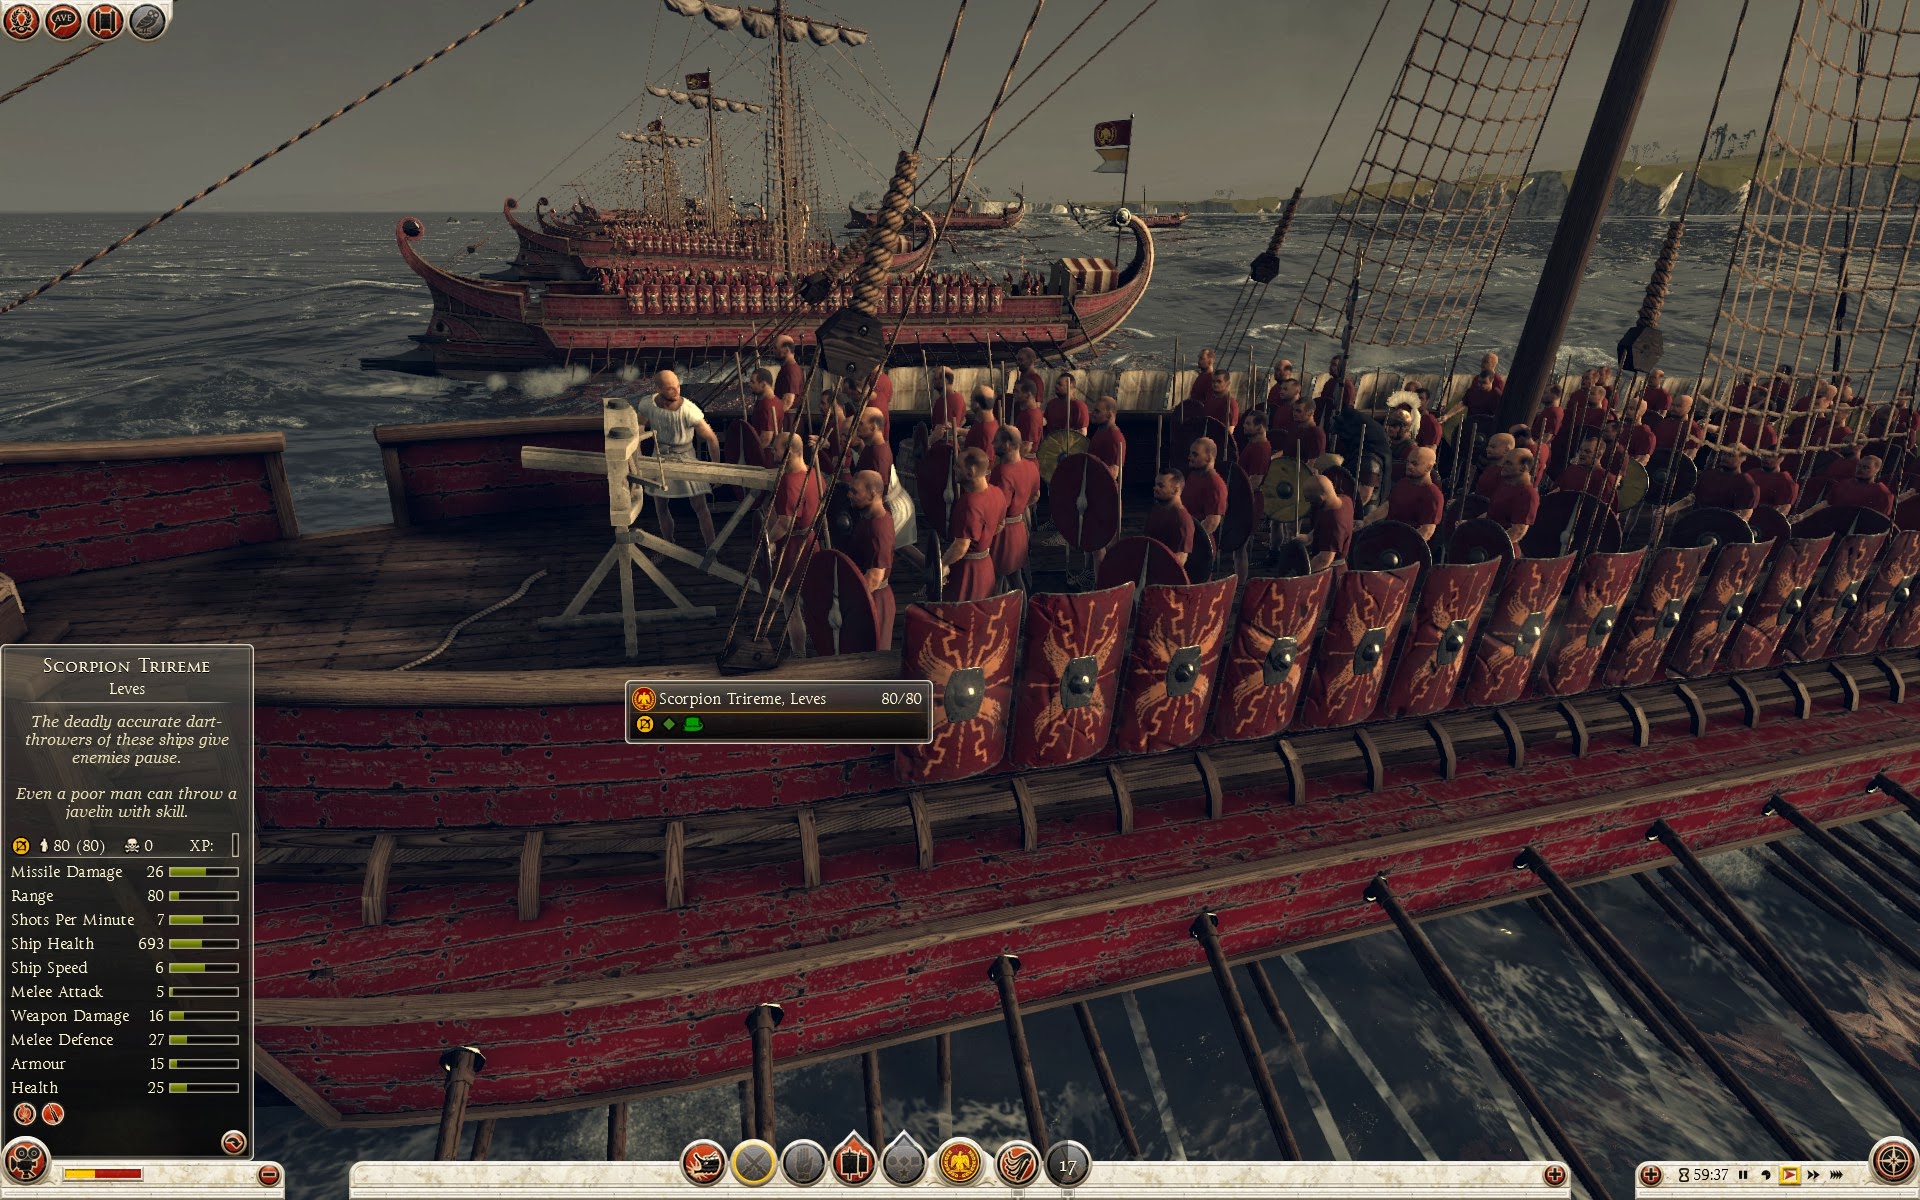 AVE
Scorpion Trireme
Leves
The deadly accurate dart-
throwers of these ships give
enemies pause.
Even a poor man can throw a
javelin with skill.
80 (80) 0 XP:
Missile Damage 26
Range 80
Shots Per Minute 7
Ship Health 693
Ship Speed 6
Melee Attack 5
Weapon Damage 16
Melee Defence 27
Armour 15
Health 25
Scorpion Trireme, Leves 80/80
17
59:37